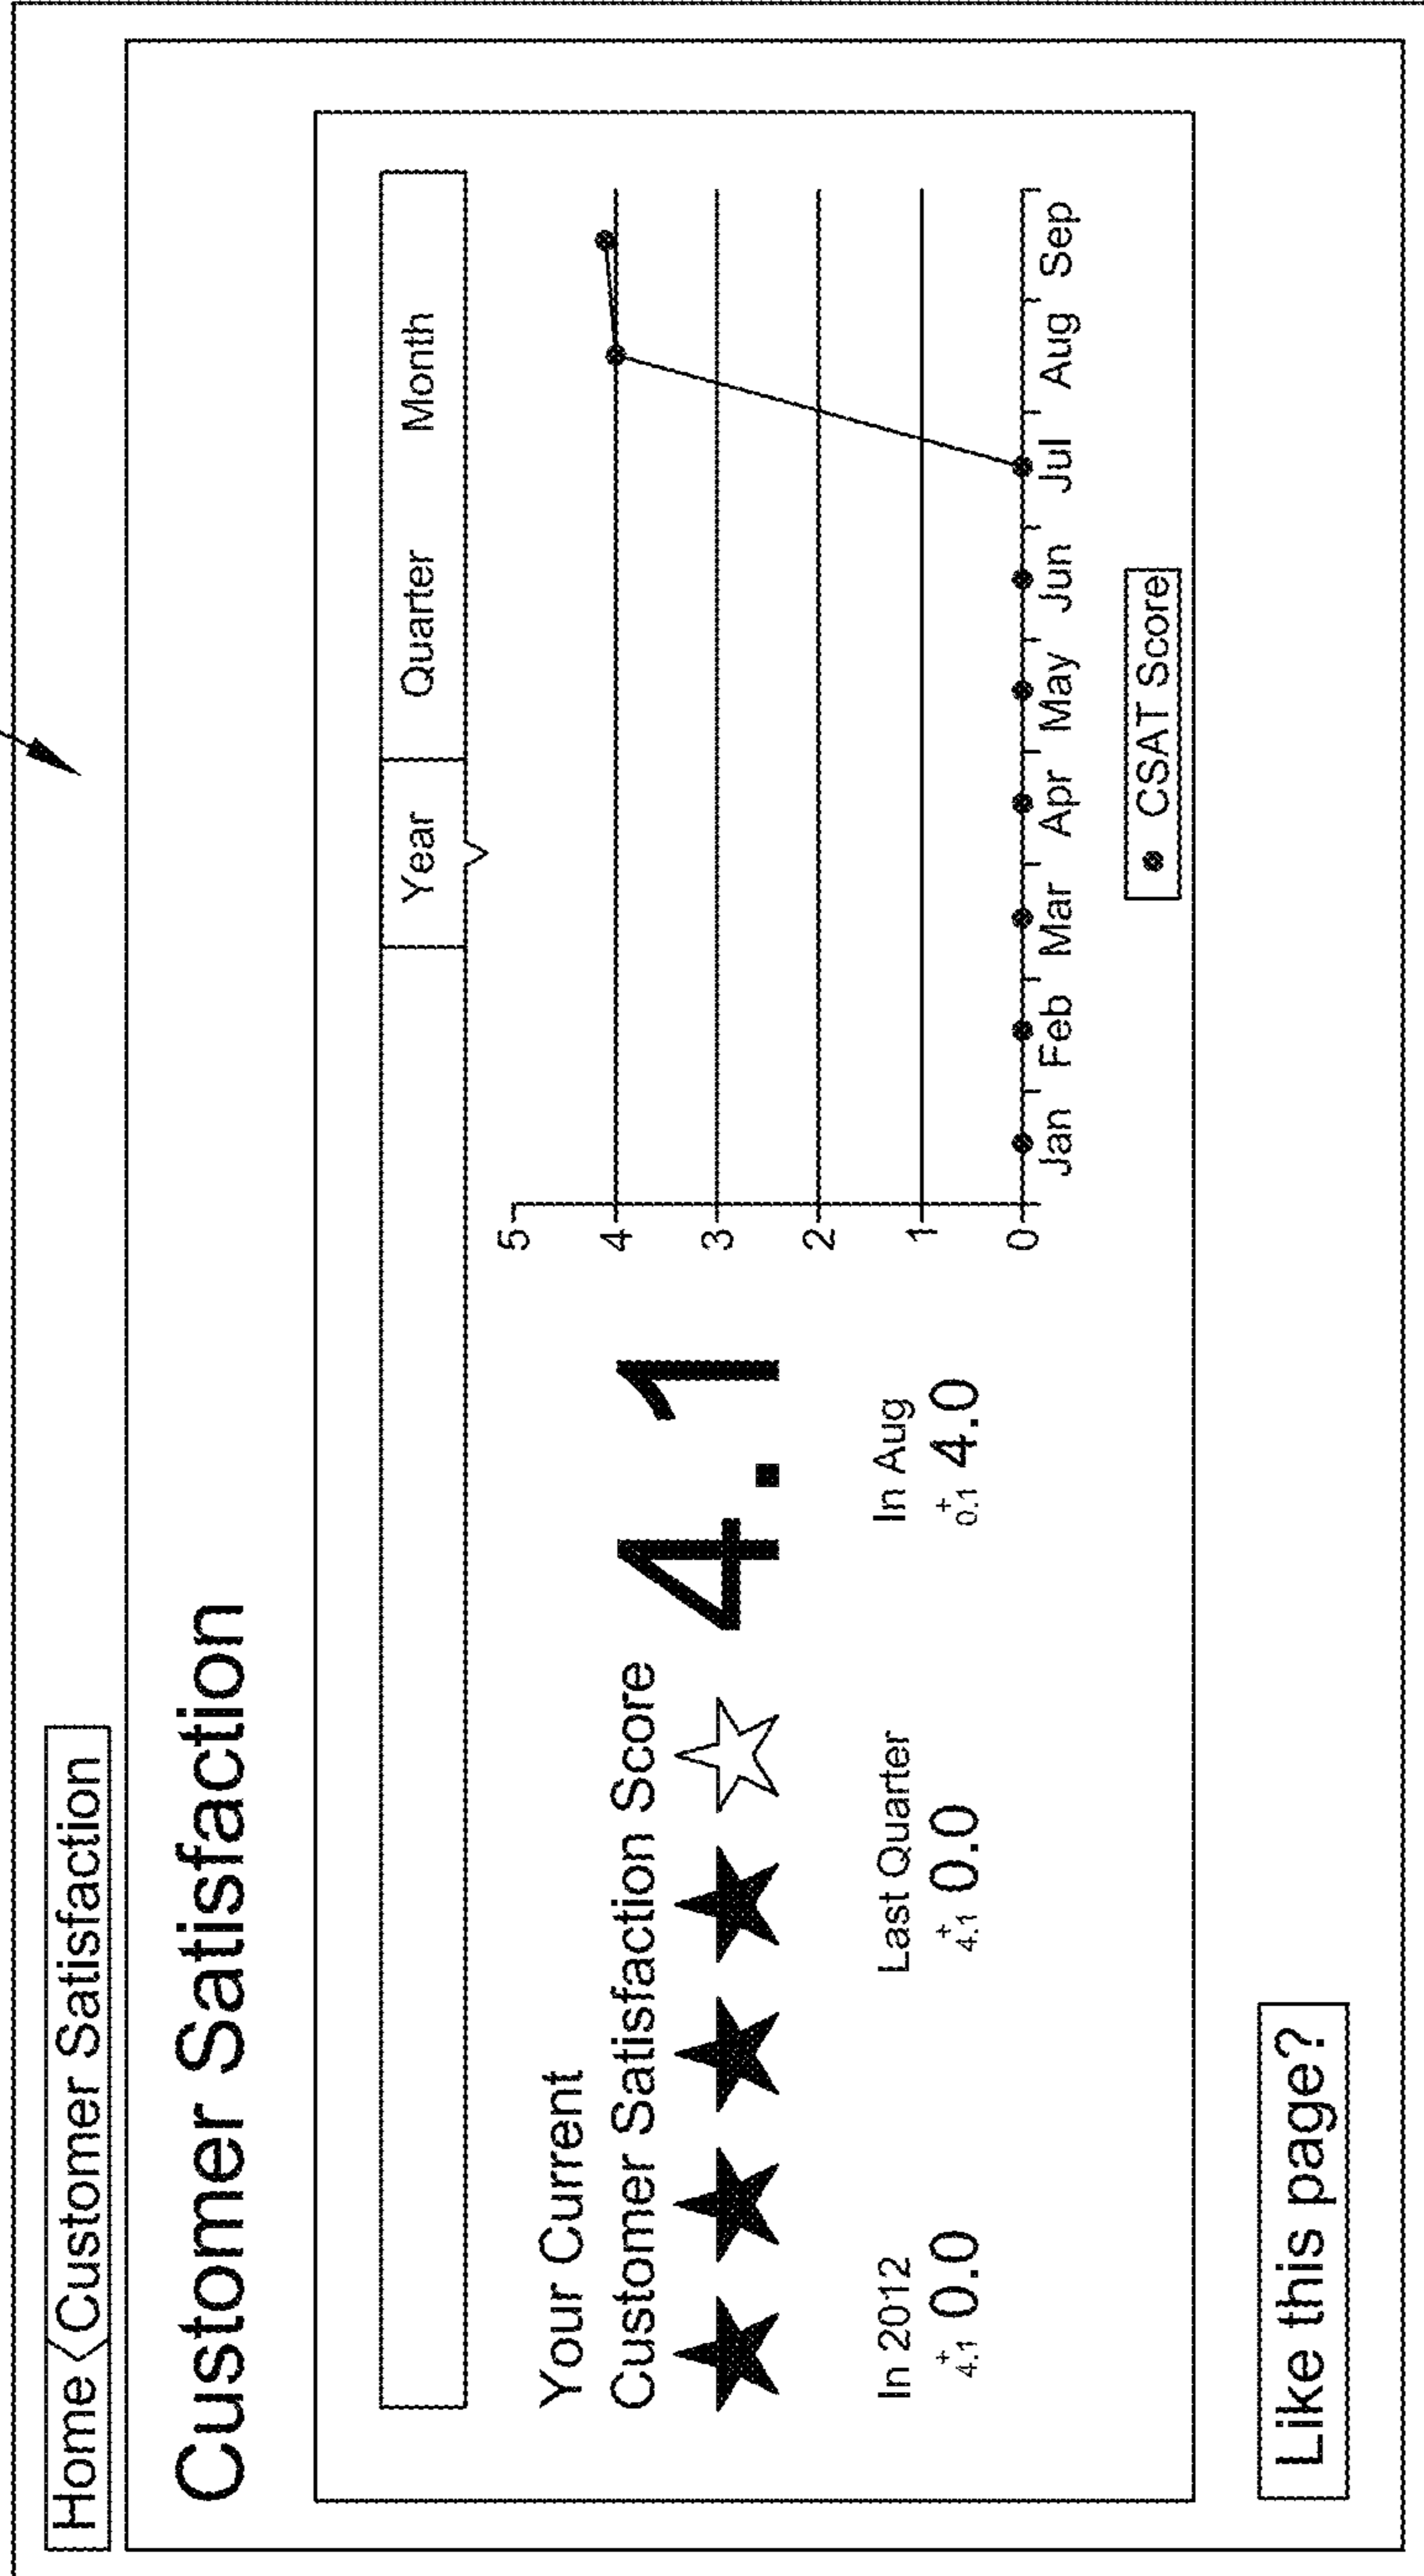 Home < Customer Satisfaction
Customer Satisfaction
Year Quarter Month
Your Current
Customer Satisfaction Score
4.1
In 2012
+
4.1 0.0
Last Quarter
+
4.1 0.0
In Aug
+
0.1 4.0
5
4
3
2
1
0
Jan Feb Mar Apr May Jun Jul Aug Sep
CSAT Score
Like this page?